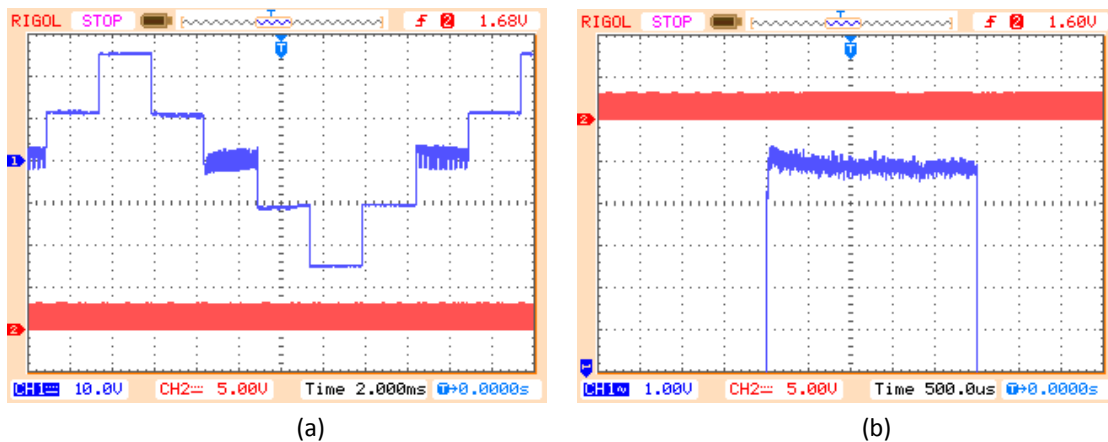 RIGOL STOP T f 2 1.68V
T
1
2
CH1 10.0V CH2 5.00V Time 2.000ms T→0.0000s
(a)
RIGOL STOP T f 2 1.60V
T
2
1
CH1~ 1.00V CH2 5.00V Time 500.0us T→0.0000s
(b)